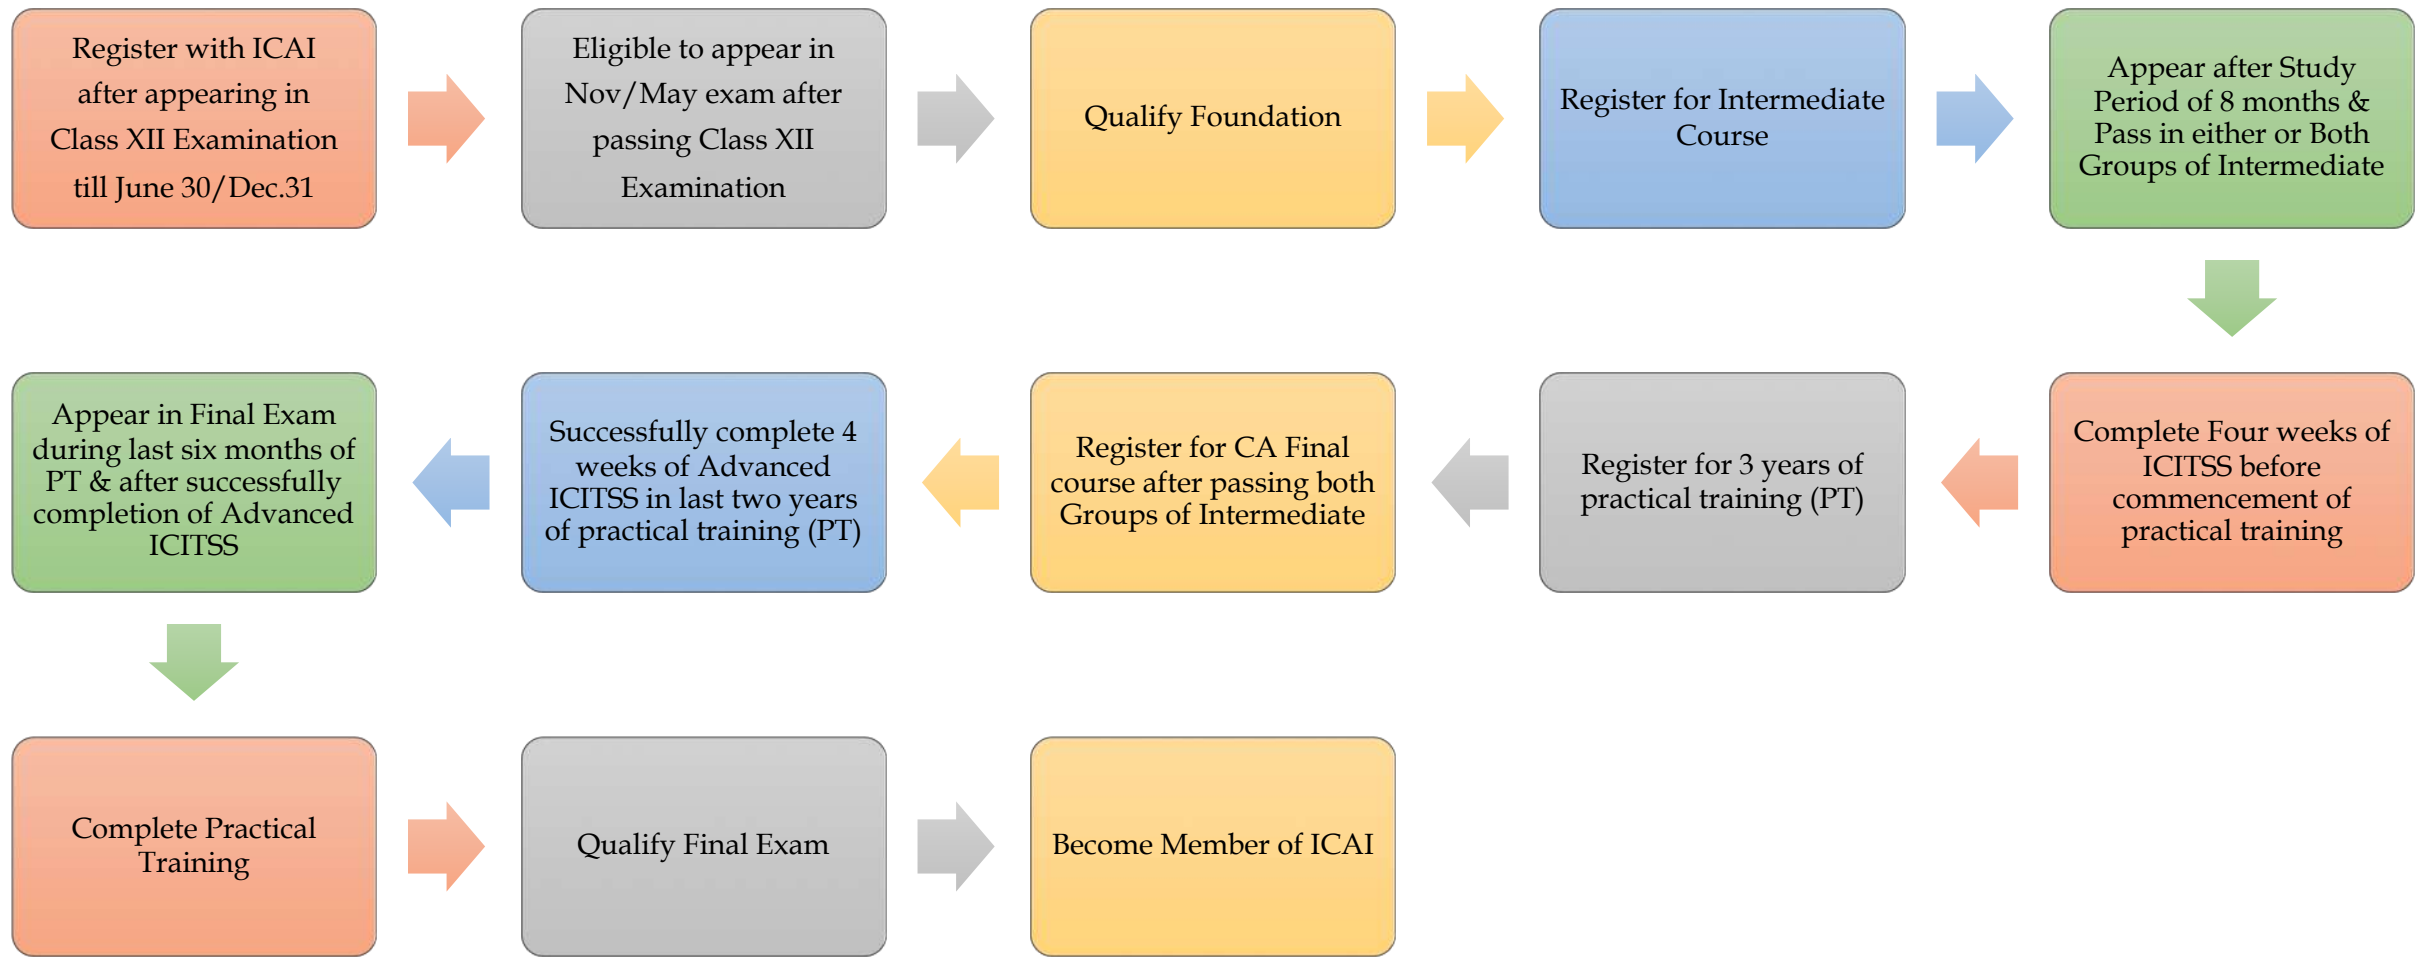 Register with ICAI
after appearing in
Class XII Examination
till June 30/Dec.31
Eligible to appear in
Nov/May exam after
passing Class XII
Examination
Qualify Foundation
Register for Intermediate
Course
Appear after Study
Period of 8 months &
Pass in either or Both
Groups of Intermediate
Complete Four weeks of
ICITSS before
commencement of
practical training
Register for 3 years of
practical training (PT)
Register for CA Final
course after passing both
Groups of Intermediate
Successfully complete 4
weeks of Advanced
ICITSS in last two years
of practical training (PT)
Appear in Final Exam
during last six months of
PT & after successfully
completion of Advanced
ICITSS
Complete Practical
Training
Qualify Final Exam
Become Member of ICAI